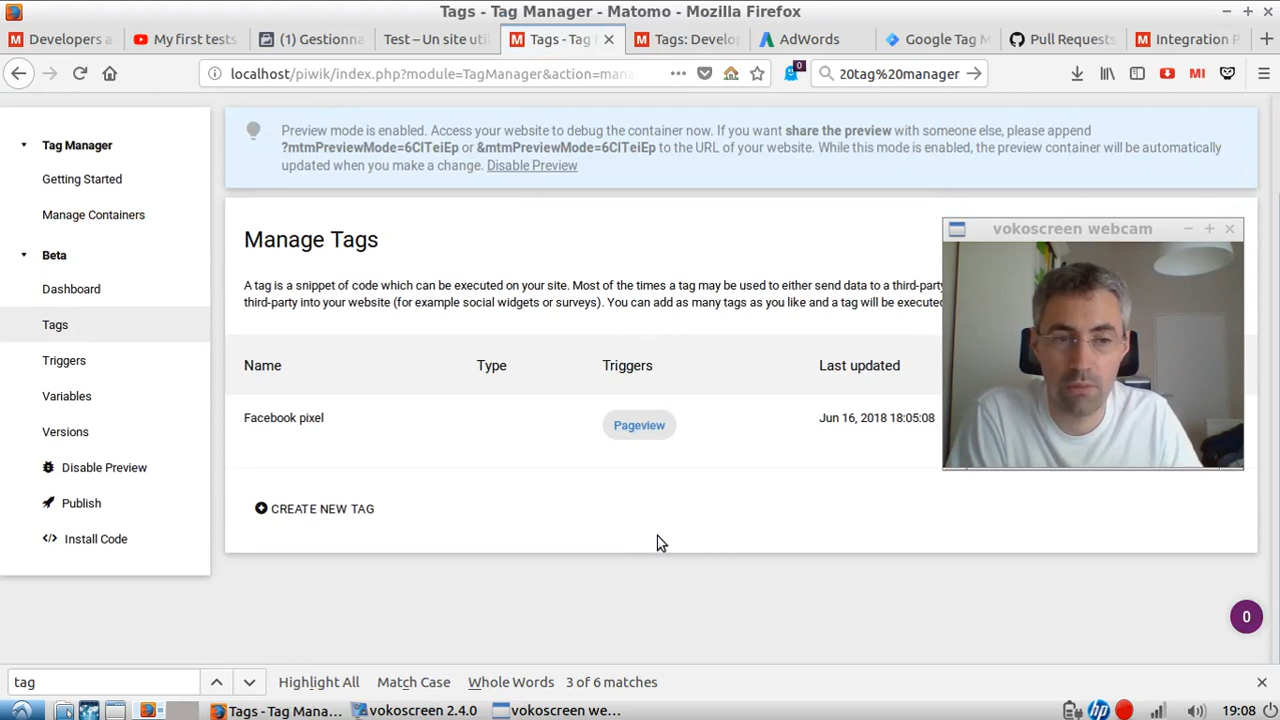 Tags - Tag Manager - Matomo - Mozilla Firefox
Developers a
My first tests
(1) Gestionna
Test – Un site uti
Tags - Tag
Tags: Develo
AdWords
Google Tag M
Pull Requests
Integration P
localhost/piwik/index.php?module=TagManager&action=mana
0
20tag%20manager
MI
Preview mode is enabled. Access your website to debug the container now. If you want share the preview with someone else, please append
?mtmPreviewMode=6CITeiEp or &mtmPreviewMode=6CITeiEp to the URL of your website. While this mode is enabled, the preview container will be automatically
updated when you make a change. Disable Preview
Tag Manager
Getting Started
Manage Containers
Beta
Dashboard
Tags
Triggers
Variables
Versions
Disable Preview
Publish
Install Code
Manage Tags
A tag is a snippet of code which can be executed on your site. Most of the times a tag may be used to either send data to a third-party
third-party into your website (for example social widgets or surveys). You can add as many tags as you like and a tag will be executed
Name Type Triggers Last updated
Facebook pixel Pageview Jun 16, 2018 18:05:08
CREATE NEW TAG
vokoscreen webcam
0
tag
Highlight All Match Case Whole Words 3 of 6 matches
Tags - Tag Mana...
vokoscreen 2.4.0
vokoscreen we...
hp
19:08